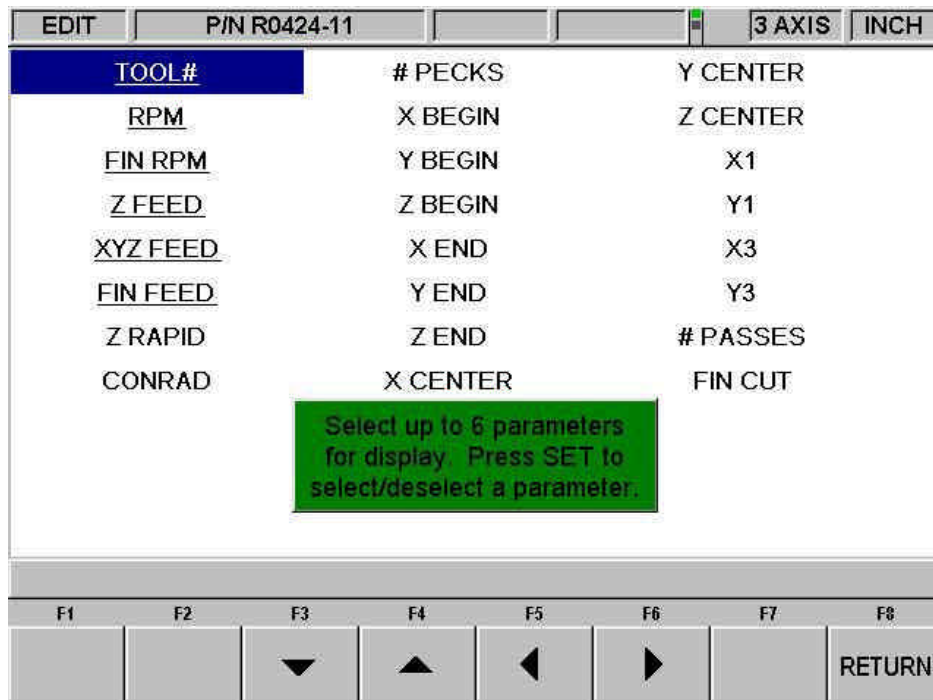 EDIT P/N R0424-11 3 AXIS INCH
TOOL# # PECKS Y CENTER
RPM X BEGIN Z CENTER
FIN RPM Y BEGIN X1
Z FEED Z BEGIN Y1
XYZ FEED X END X3
FIN FEED Y END Y3
Z RAPID Z END # PASSES
CONRAD X CENTER FIN CUT
Select up to 6 parameters
for display. Press SET to
select/deselect a parameter.
F1 F2 F3 F4 F5 F6 F7 F8
RETURN